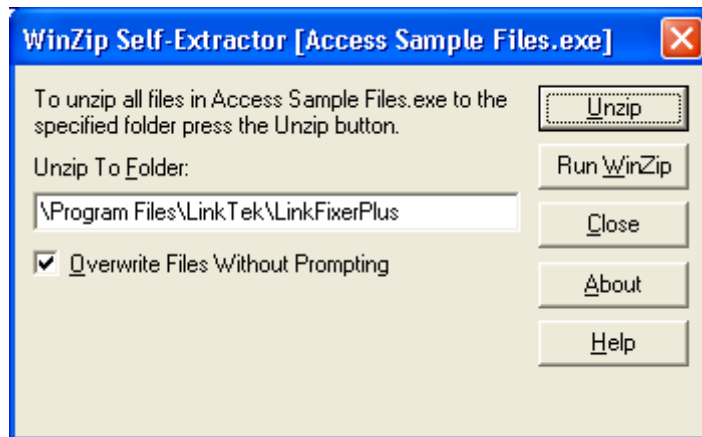 WinZip Self-Extractor [Access Sample Files.exe]
To unzip all files in Access Sample Files.exe to the
specified folder press the Unzip button.
Unzip To Folder:
\Program Files\LinkTek\LinkFixerPlus
Overwrite Files Without Prompting
Unzip
Run WinZip
Close
About
Help